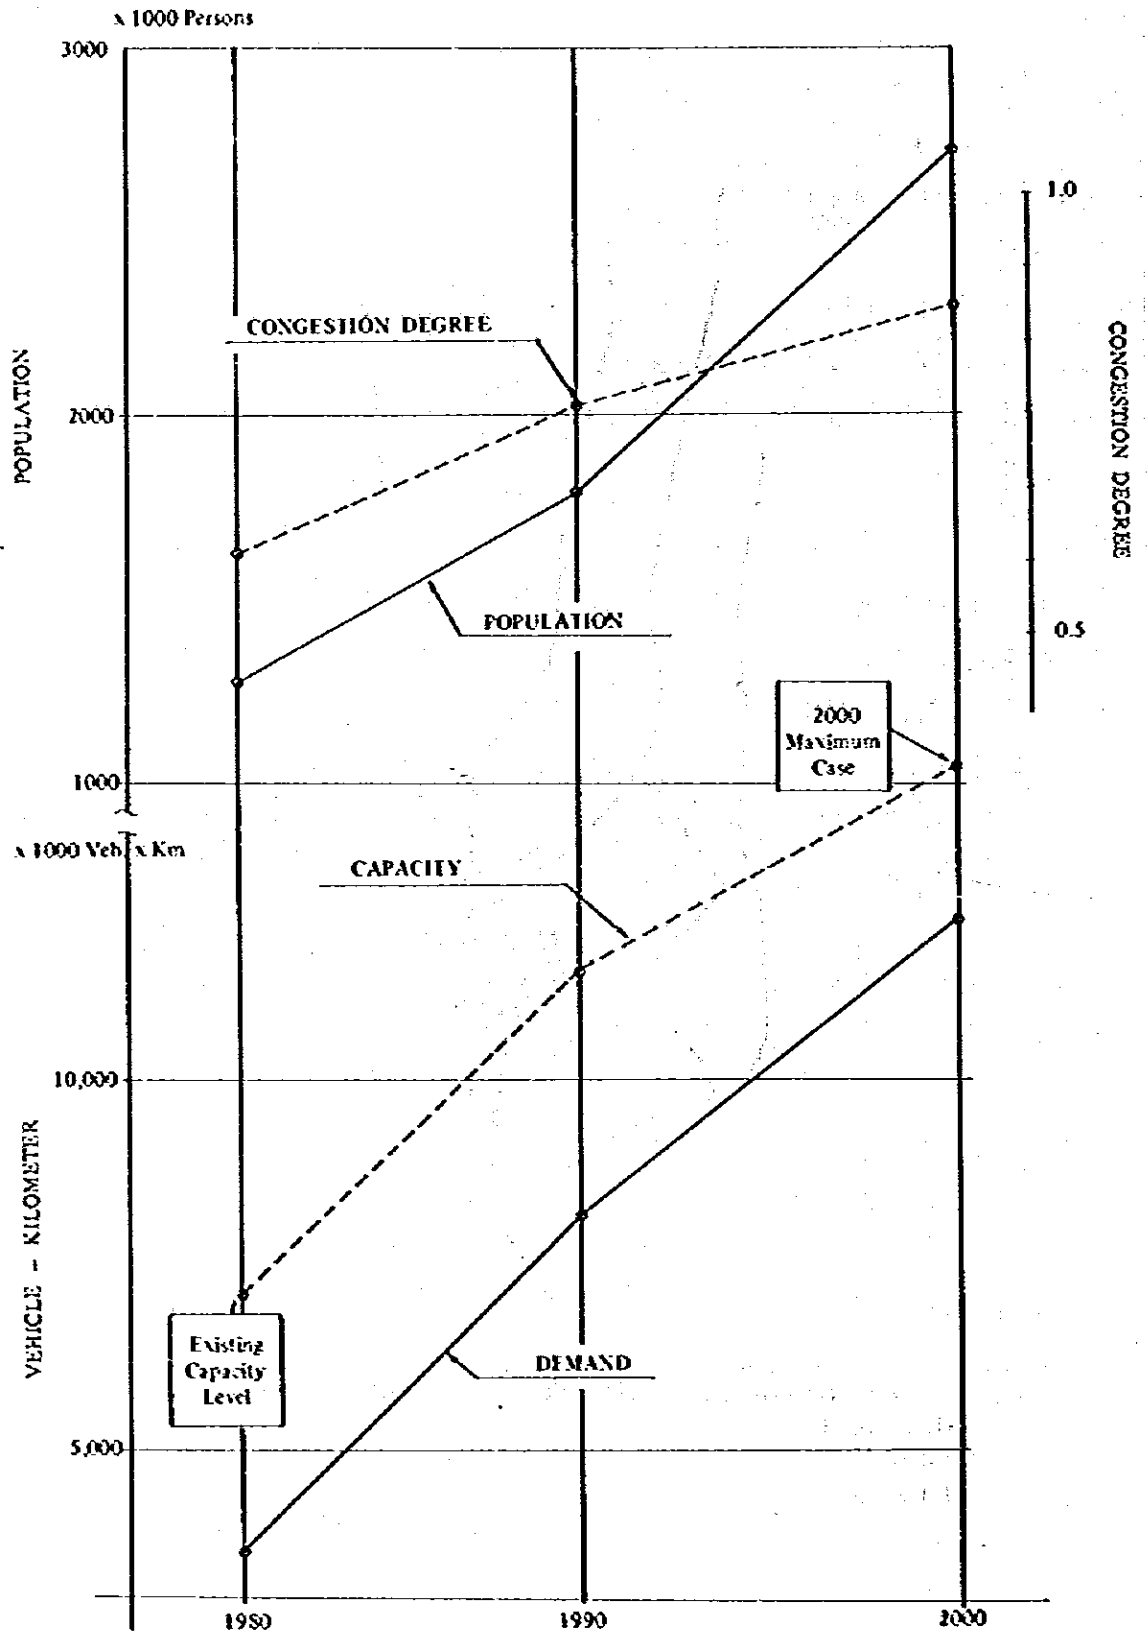 x 1000 Persons
3000
1.0
CONGESTION DEGREE
POPULATION
CONGESTION DEGREE
2000
POPULATION
0.5
2000
Maximum
Case
1000
x 1000 Veh. x Km
CAPACITY
10,000
VEHICLE - KILOMETER
Existing
Capacity
Level
DEMAND
5,000
1980
1990
2000